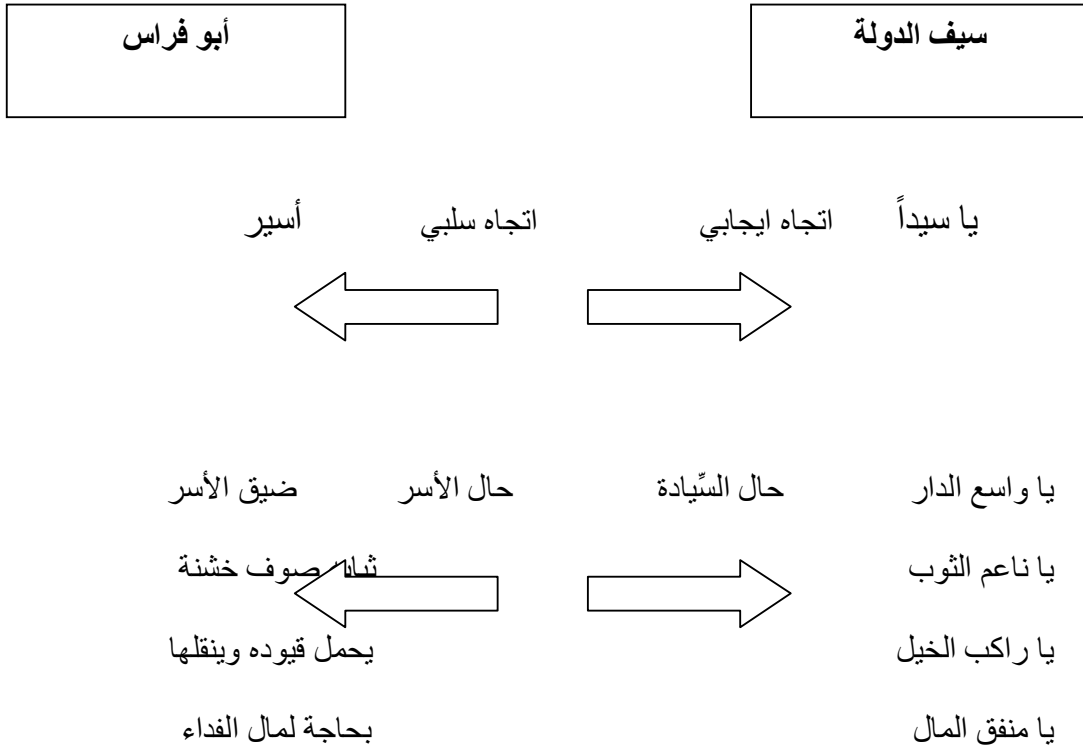 سيف الدولة أبو فراس
يا سيداً اتجاه ايجابي اتجاه سلبي أسير
يا واسع الدار حال السِّيادة حال الأسر ضيق الأسر
يا ناعم الثوب ثياب صوف خشنة
يا راكب الخيل يحمل قيوده وينقلها
يا منفق المال بحاجة لمال الفداء